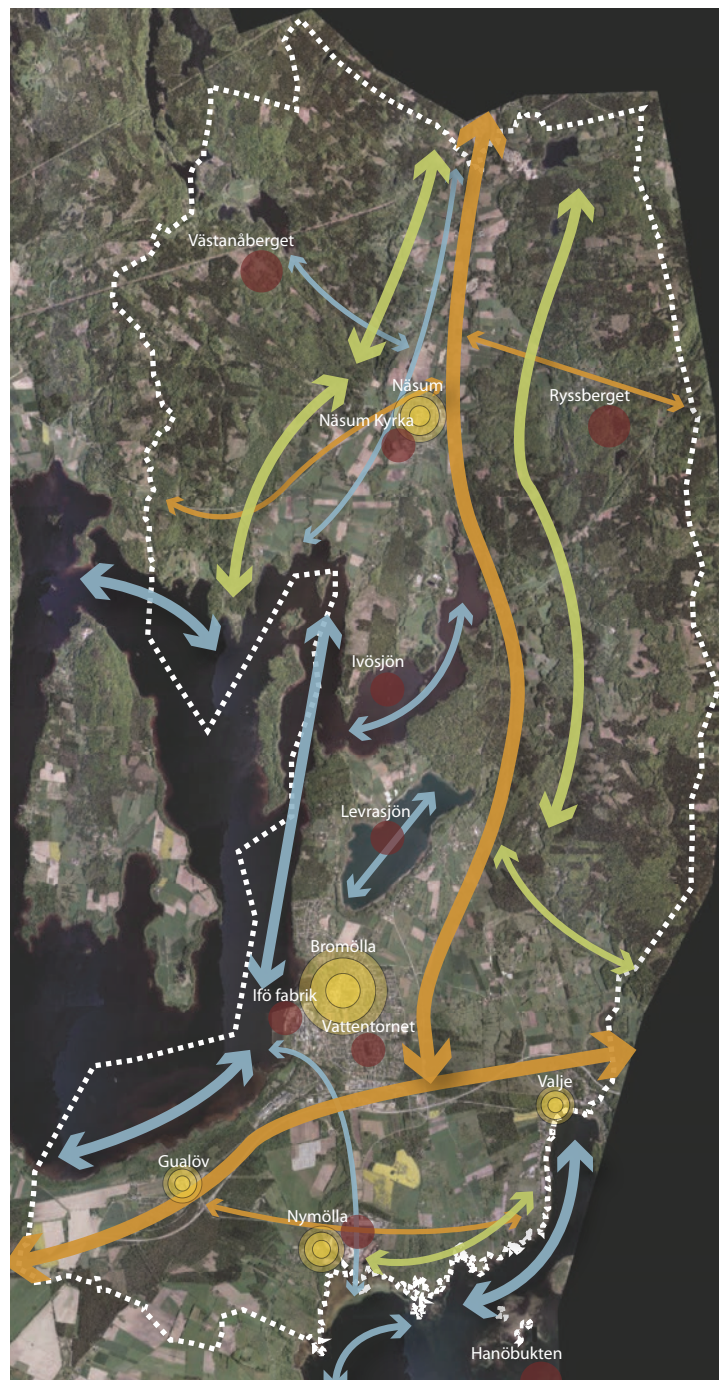 Västanåberget
Näsum
Ryssberget
Näsum Kyrka
Ivösjön
Levrasjön
Bromölla
Ifö fabrik
Vattentornet
Valje
Gualöv
Nymölla
Hanöbukten